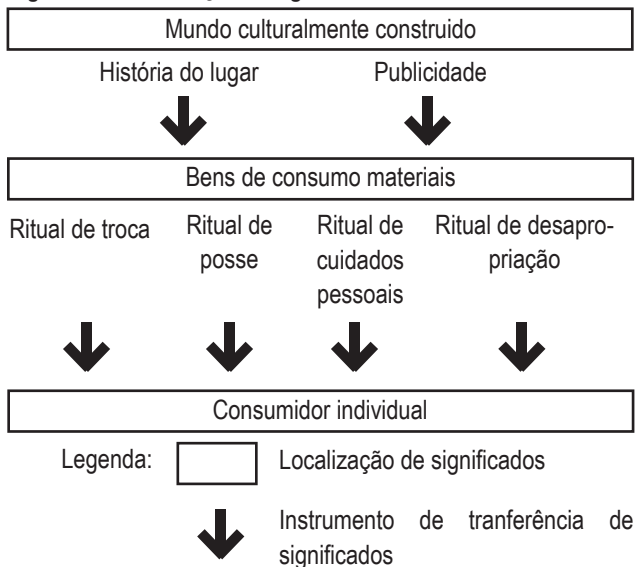 Mundo culturalmente construido
História do lugar Publicidade
Bens de consumo materiais
Ritual de troca
Ritual de
posse
Ritual de
cuidados
pessoais
Ritual de desapro-
priação
Consumidor individual
Legenda:
Localização de significados
Instrumento de tranferência de
significados